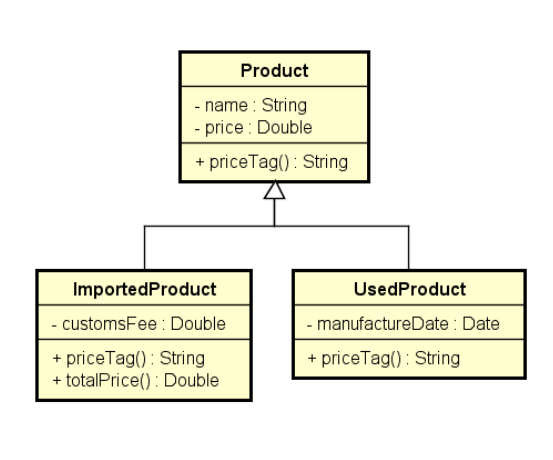 Product
- name : String
- price : Double
+ priceTag() : String
ImportedProduct
- customsFee : Double
+ priceTag() : String
+ totalPrice() : Double
UsedProduct
- manufactureDate : Date
+ priceTag() : String